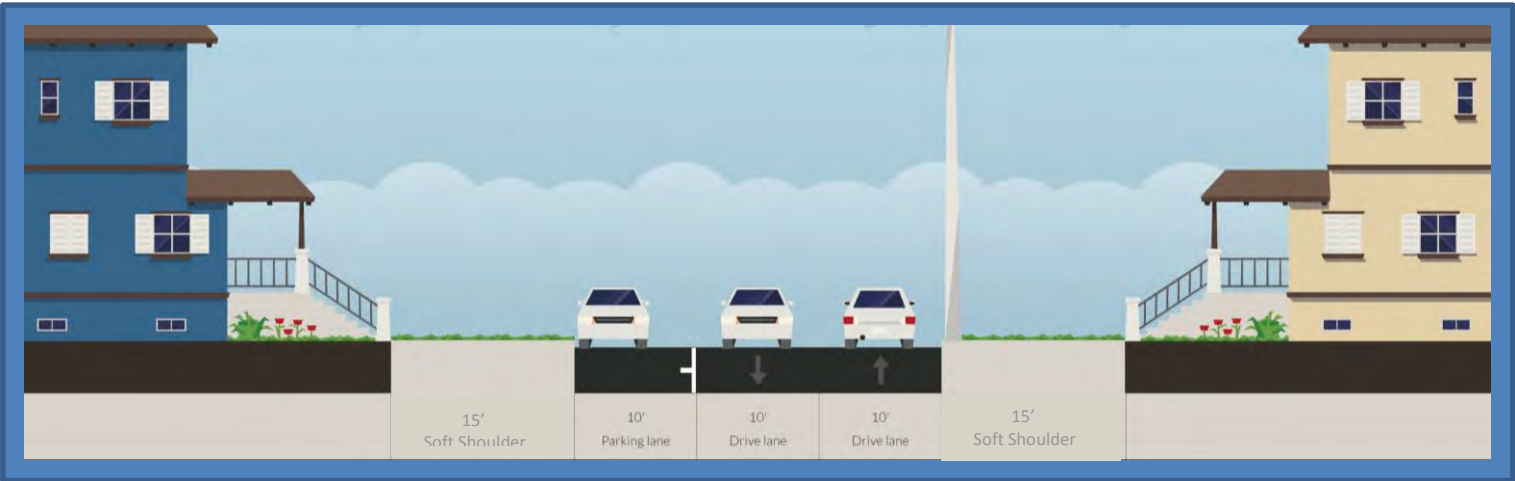 15’
Soft Shoulder
10'
Parking lane
10'
Drive lane
10'
Drive lane
15’
Soft Shoulder